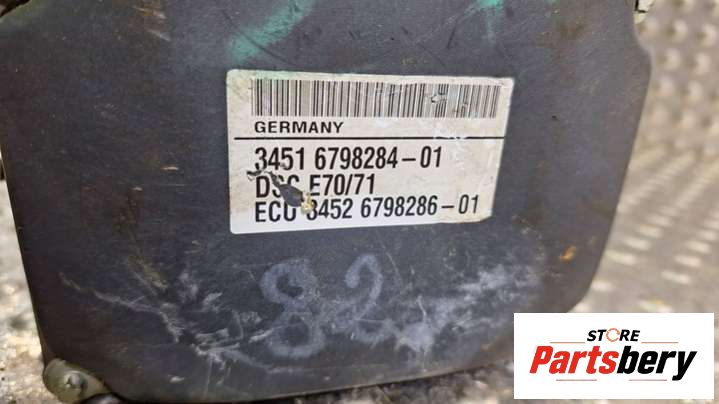 GERMANY
3451 6798284-01
DSC E70/71
ECU 3452 6798286-01
82
STORE
Partsbery